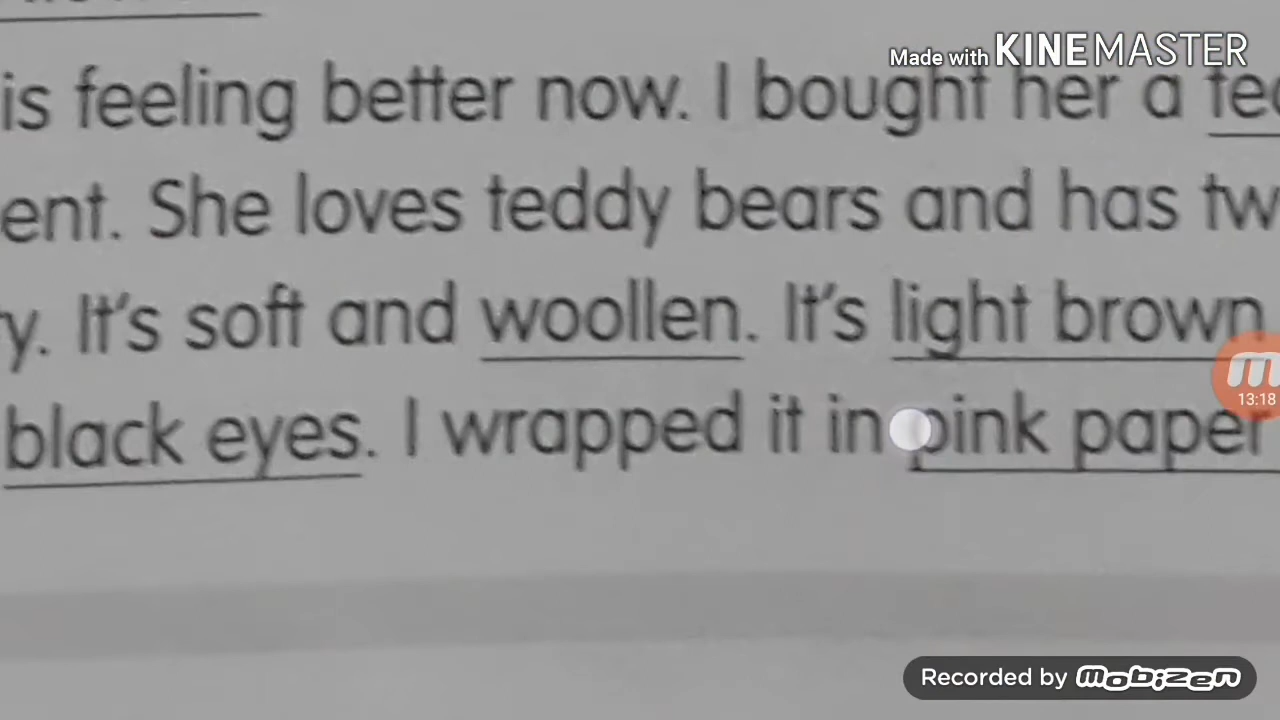 Made with KINEMASTER
is feeling better now. I bought her a
ent. She loves teddy bears and has
y. It's soft and woollen. It's light brown
13:18
black eyes. I wrapped it in pink paper
Recorded by mobizen